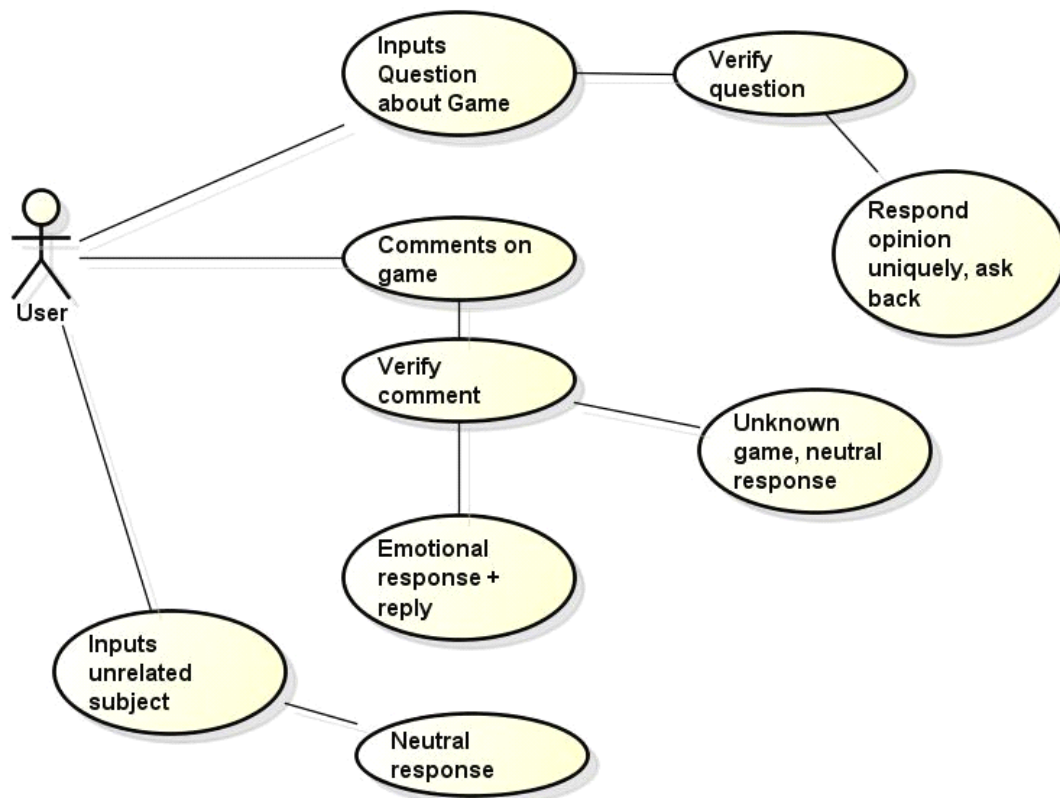 Inputs
Question
about Game
Verify
question
Respond
opinion
uniquely, ask
back
User
Comments on
game
Verify
comment
Unknown
game, neutral
response
Emotional
response +
reply
Inputs
unrelated
subject
Neutral
response